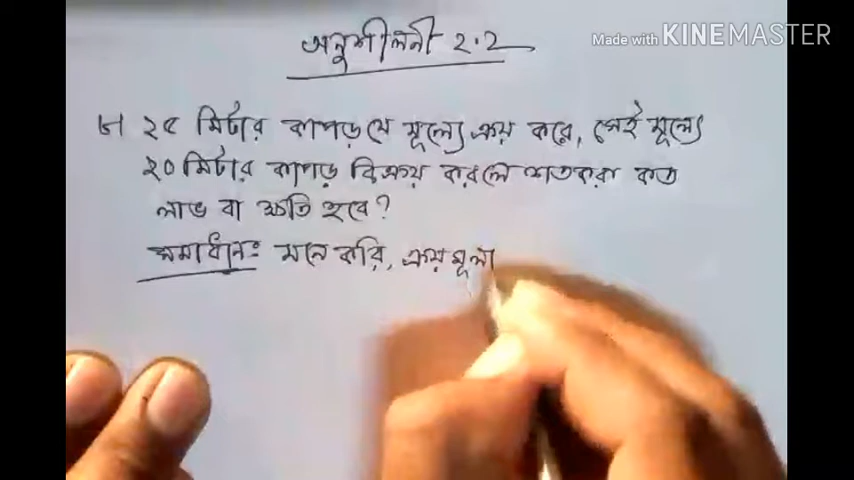 অনুশীলনী ২.২
Made with KINEMASTER
৮। ২৫ মিটার কাপড় যে মূল্যে ক্রয় করে, সেই মূল্যে
২০ মিটার কাপড় বিক্রয় করলে শতকরা কত
লাভ বা ক্ষতি হবে?
সমাধানঃ মনে করি, ক্রয়মূল্য